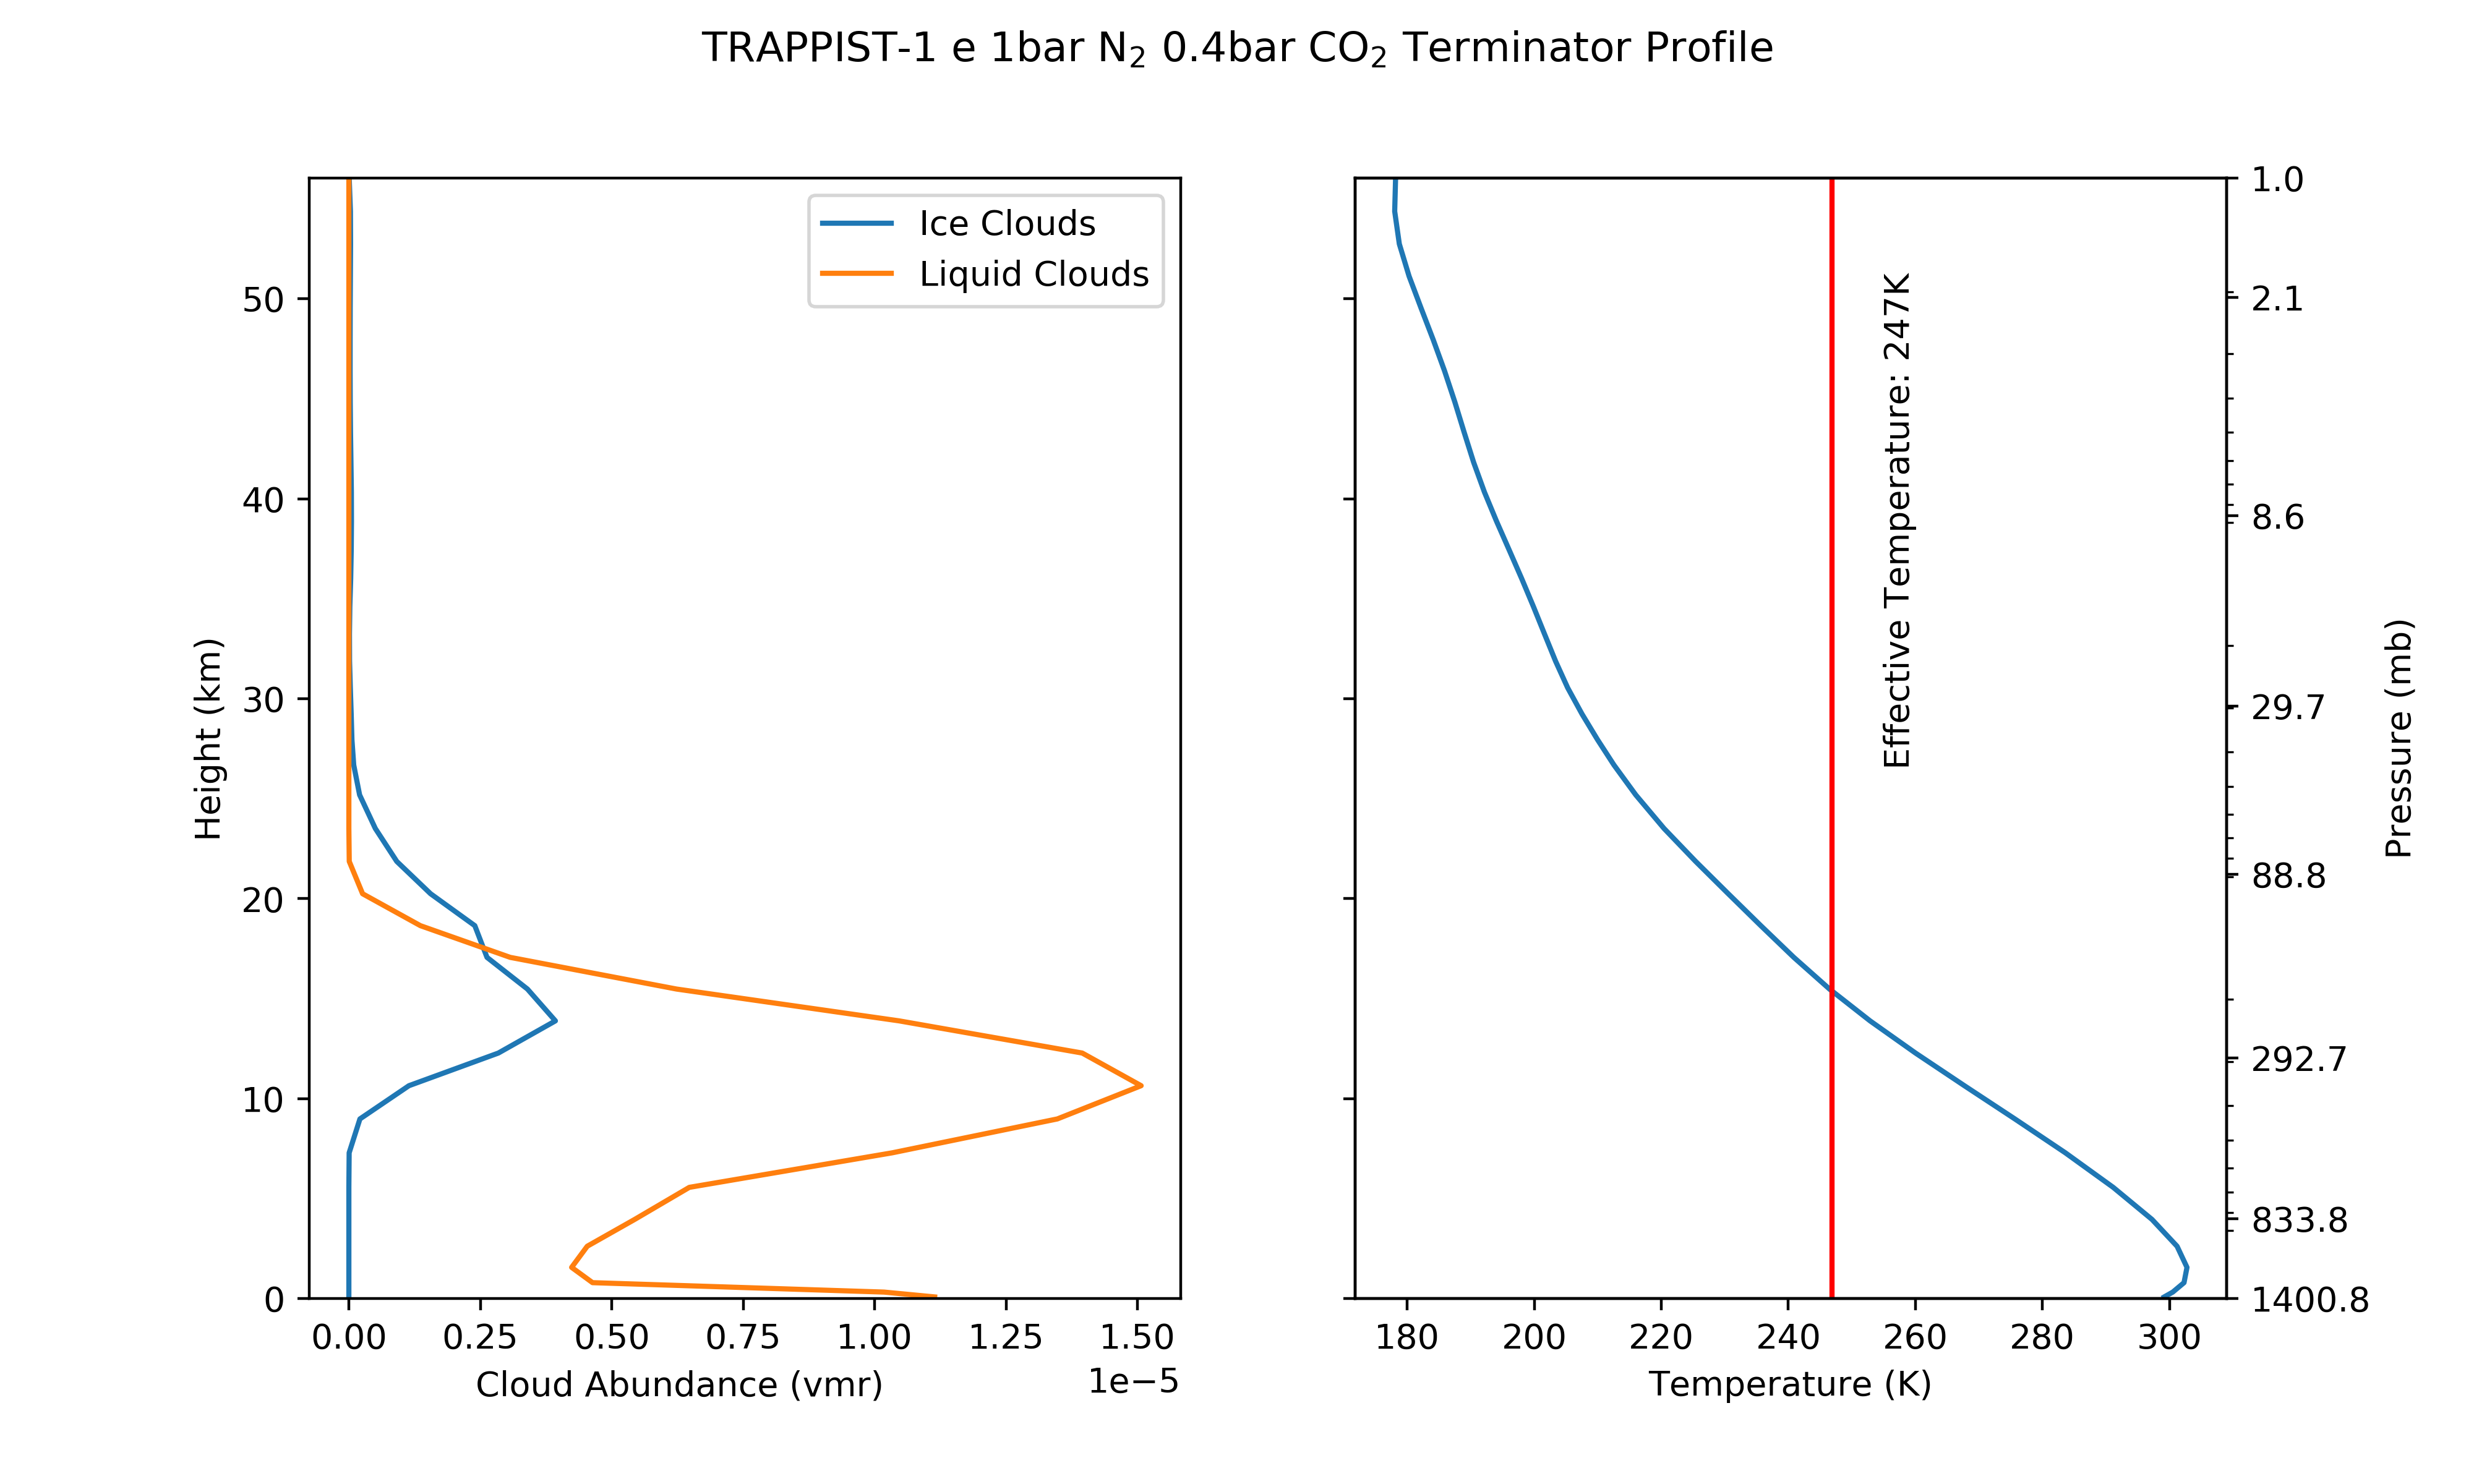 TRAPPIST-1 e 1bar N₂ 0.4bar CO₂ Terminator Profile
Ice Clouds
Liquid Clouds
Height (km)
50
40
30
20
10
0
0.00 0.25 0.50 0.75 1.00 1.25 1.50
1e−5
Cloud Abundance (vmr)
Effective Temperature: 247K
180 200 220 240 260 280 300
Temperature (K)
1.0
2.1
8.6
29.7
88.8
292.7
833.8
1400.8
Pressure (mb)